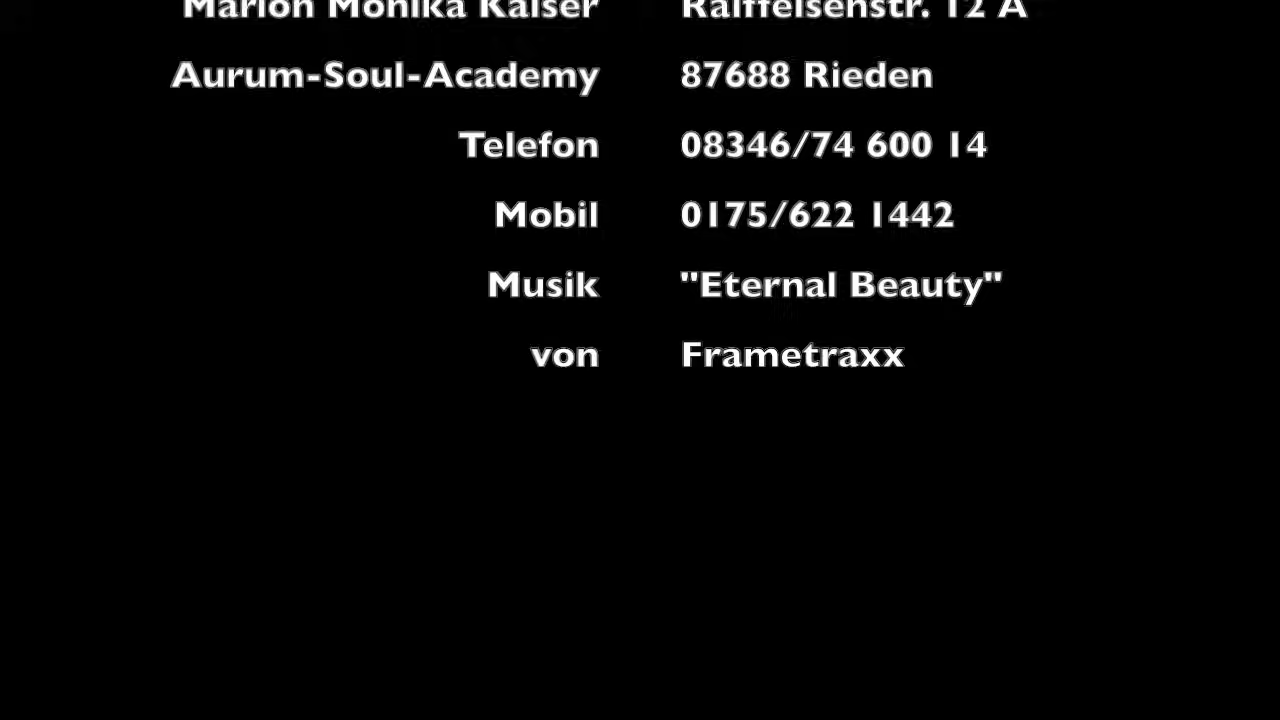 Marion Monika Kaiser Raiffeisenstr. 12 A
Aurum-Soul-Academy 87688 Rieden
Telefon 08346/74 600 14
Mobil 0175/622 1442
Musik "Eternal Beauty"
von Frametraxx